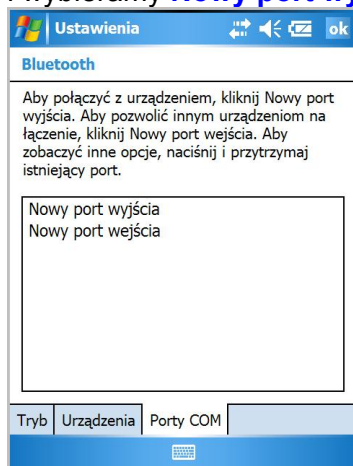 Nowy port wy
Ustawienia ok
Bluetooth
Aby połączyć z urządzeniem, kliknij Nowy port
wyjścia. Aby pozwolić innym urządzeniom na
łączenie, kliknij Nowy port wejścia. Aby
zobaczyć inne opcje, naciśnij i przytrzymaj
istniejący port.
Nowy port wyjścia
Nowy port wejścia
Tryb Urządzenia Porty COM